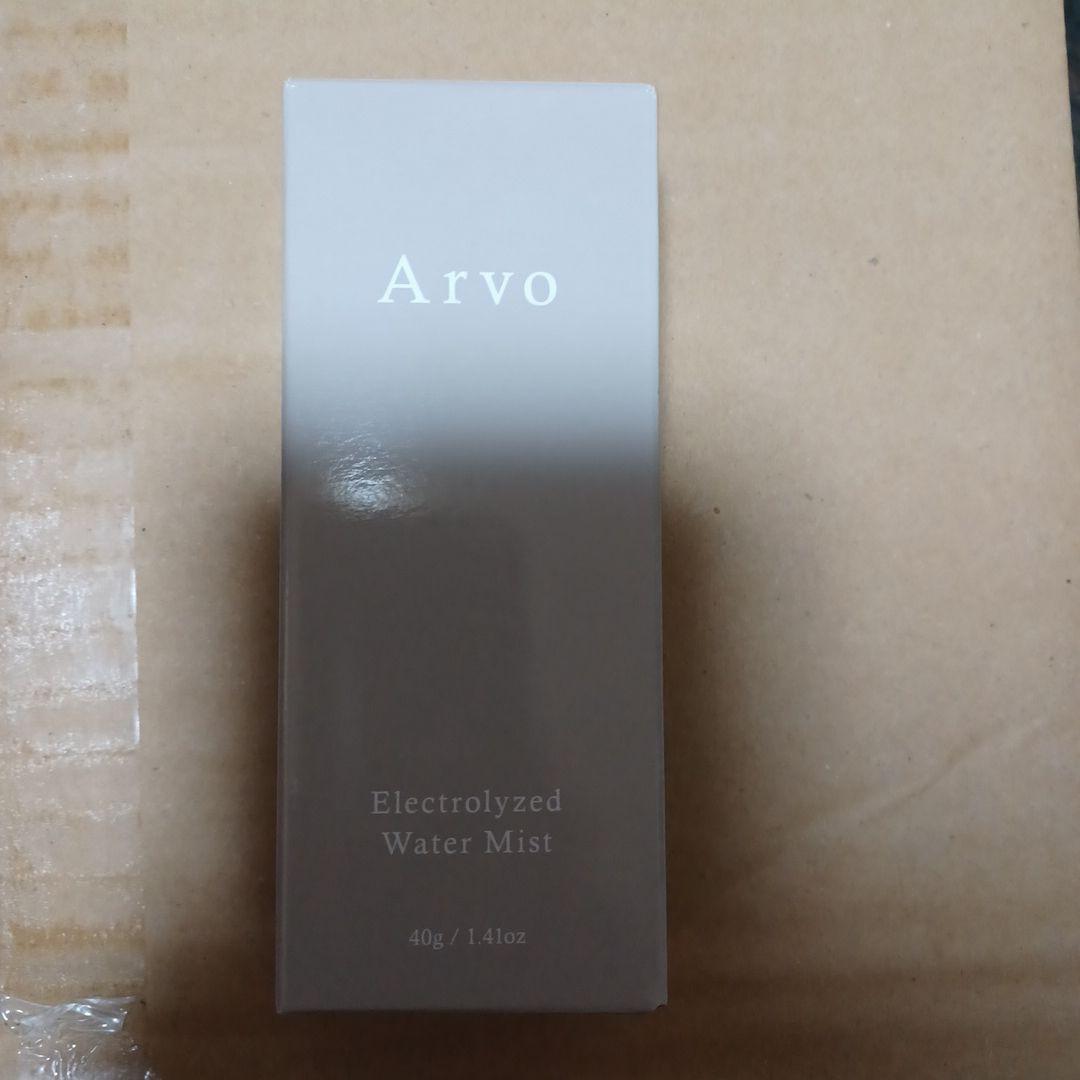 Arvo
Electrolyzed
Water Mist
40g / 1.41oz